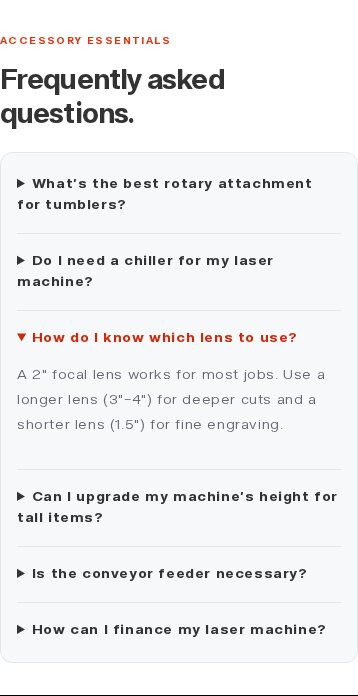 ACCESSORY ESSENTIALS
Frequently asked
questions.
What's the best rotary attachment
for tumblers?
Do I need a chiller for my laser
machine?
How do I know which lens to use?
A 2" focal lens works for most jobs. Use a
longer lens (3"–4") for deeper cuts and a
shorter lens (1.5") for fine engraving.
Can I upgrade my machine's height for
tall items?
Is the conveyor feeder necessary?
How can I finance my laser machine?